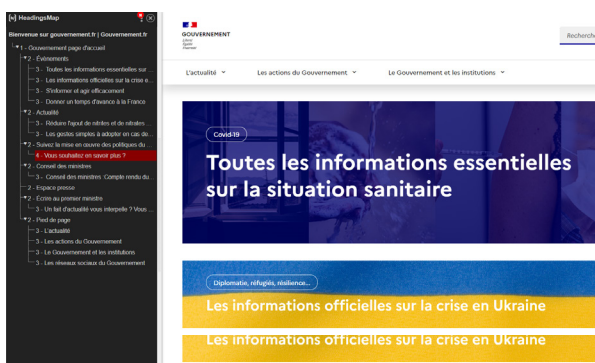 [h] HeadingsMap
Bienvenue sur gouvernement.fr | Gouvernement.fr
1 - Gouvernement page d'accueil
2 - Évènements
3 - Toutes les informations essentielles sur ...
3 - Les informations officielles sur la crise e...
3 - S'informer et agir efficacement
3 - Donner un temps d'avance à la France
2 - Actualité
3 - Réduire l'ajout de nitrites et de nitrates ...
3 - Les gestes simples à adopter en cas de...
2 - Suivez la mise en œuvre des politiques du ...
4 - Vous souhaitez en savoir plus ?
2 - Conseil des ministres
3 - Conseil des ministres :Compte rendu du...
2 - Espace presse
2 - Écrire au premier ministre
3 - Un fait d'actualité vous interpelle ? Vous ...
2 - Pied de page
3 - L'actualité
3 - Les actions du Gouvernement
3 - Le Gouvernement et les institutions
3 - Les réseaux sociaux du Gouvernement
GOUVERNEMENT
Liberté
Égalité
Fraternité
Recherche
L'actualité
Les actions du Gouvernement
Le Gouvernement et les institutions
Covid-19
Toutes les informations essentielles
sur la situation sanitaire
Diplomatie, réfugiés, résilience...
Les informations officielles sur la crise en Ukraine
Les informations officielles sur la crise en Ukraine